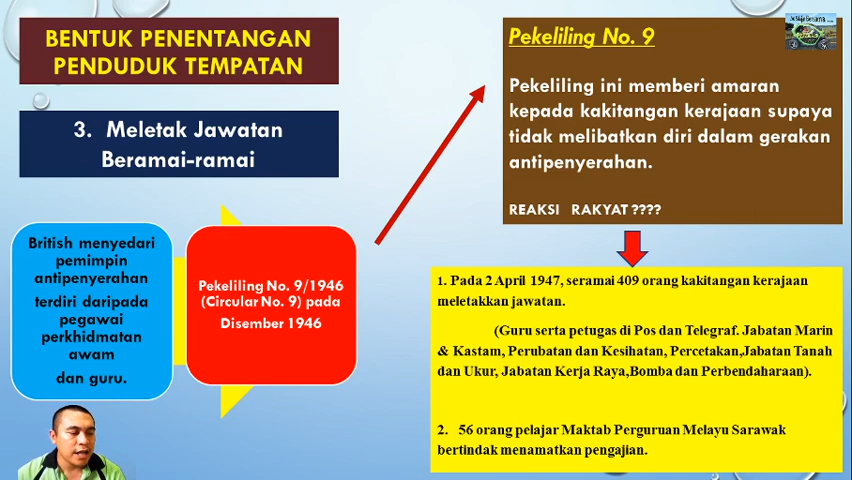 BENTUK PENENTANGAN
PENDUDUK TEMPATAN
3. Meletak Jawatan
Beramai-ramai
British menyedari
pemimpin
antipenyerahan
terdiri daripada
pegawai
perkhidmatan
awam
dan guru.
Pekeliling No. 9/1946
(Circular No. 9) pada
Disember 1946
Pekeliling No. 9
Pekeliling ini memberi amaran
kepada kakitangan kerajaan supaya
tidak melibatkan diri dalam gerakan
antipenyerahan.
REAKSI RAKYAT ????
1. Pada 2 April 1947, seramai 409 orang kakitangan kerajaan
meletakkan jawatan.
(Guru serta petugas di Pos dan Telegraf. Jabatan Marin
& Kastam, Perubatan dan Kesihatan, Percetakan,Jabatan Tanah
dan Ukur, Jabatan Kerja Raya,Bomba dan Perbendaharaan).
2. 56 orang pelajar Maktab Perguruan Melayu Sarawak
bertindak menamatkan pengajian.